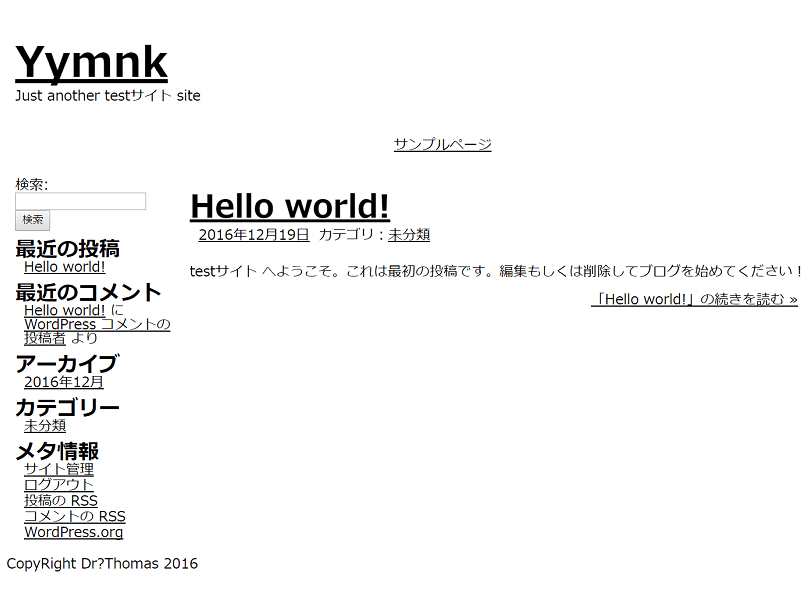 Yymnk
Just another testサイト site
サンプルページ
検索:
検索
最近の投稿
Hello world!
最近のコメント
Hello world! に
WordPress コメントの
投稿者 より
アーカイブ
2016年12月
カテゴリー
未分類
メタ情報
サイト管理
ログアウト
投稿の RSS
コメントの RSS
WordPress.org
Hello world!
2016年12月19日 カテゴリ：未分類
testサイト へようこそ。これは最初の投稿です。編集もしくは削除してブログを始めてください！
「Hello world!」の続きを読む »
CopyRight Dr?Thomas 2016